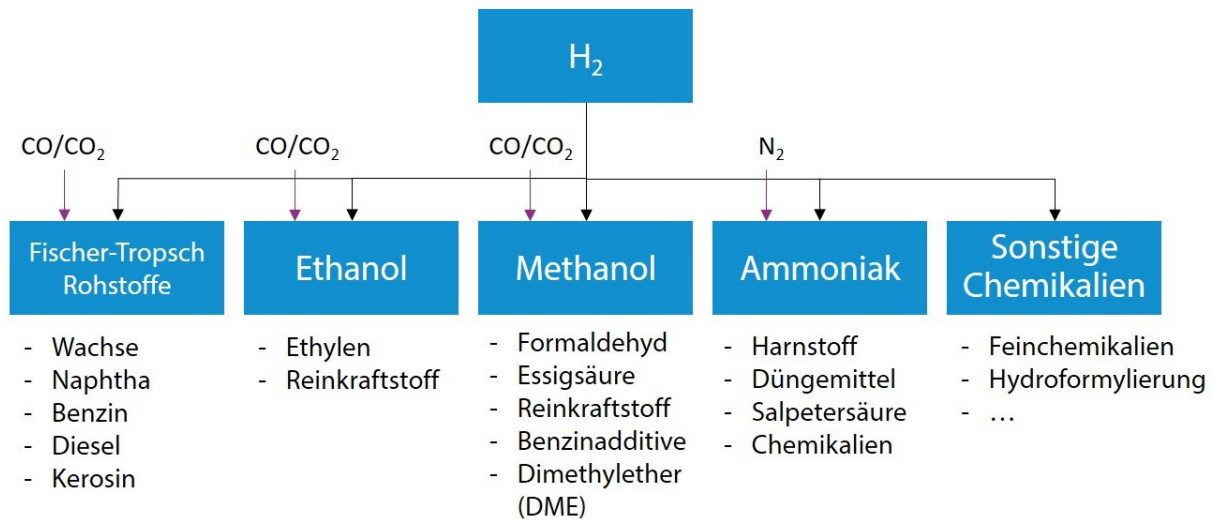 H₂
CO/CO₂
CO/CO₂
CO/CO₂
N₂
Fischer-Tropsch
Rohstoffe
Ethanol
Methanol
Ammoniak
Sonstige
Chemikalien
- Wachse
- Naphtha
- Benzin
- Diesel
- Kerosin
- Ethylen
- Reinkraftstoff
- Formaldehyd
- Essigsäure
- Reinkraftstoff
- Benzinadditive
- Dimethylether
(DME)
- Harnstoff
- Düngemittel
- Salpetersäure
- Chemikalien
- Feinchemikalien
- Hydroformylierung
- …